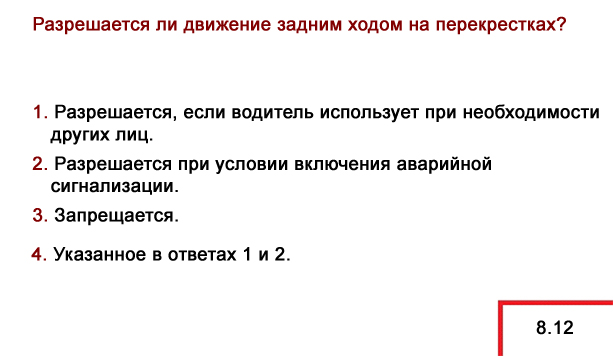 Разрешается ли движение задним ходом на перекрестках?
1. Разрешается, если водитель использует при необходимости
других лиц.
2. Разрешается при условии включения аварийной
сигнализации.
3. Запрещается.
4. Указанное в ответах 1 и 2.
8.12